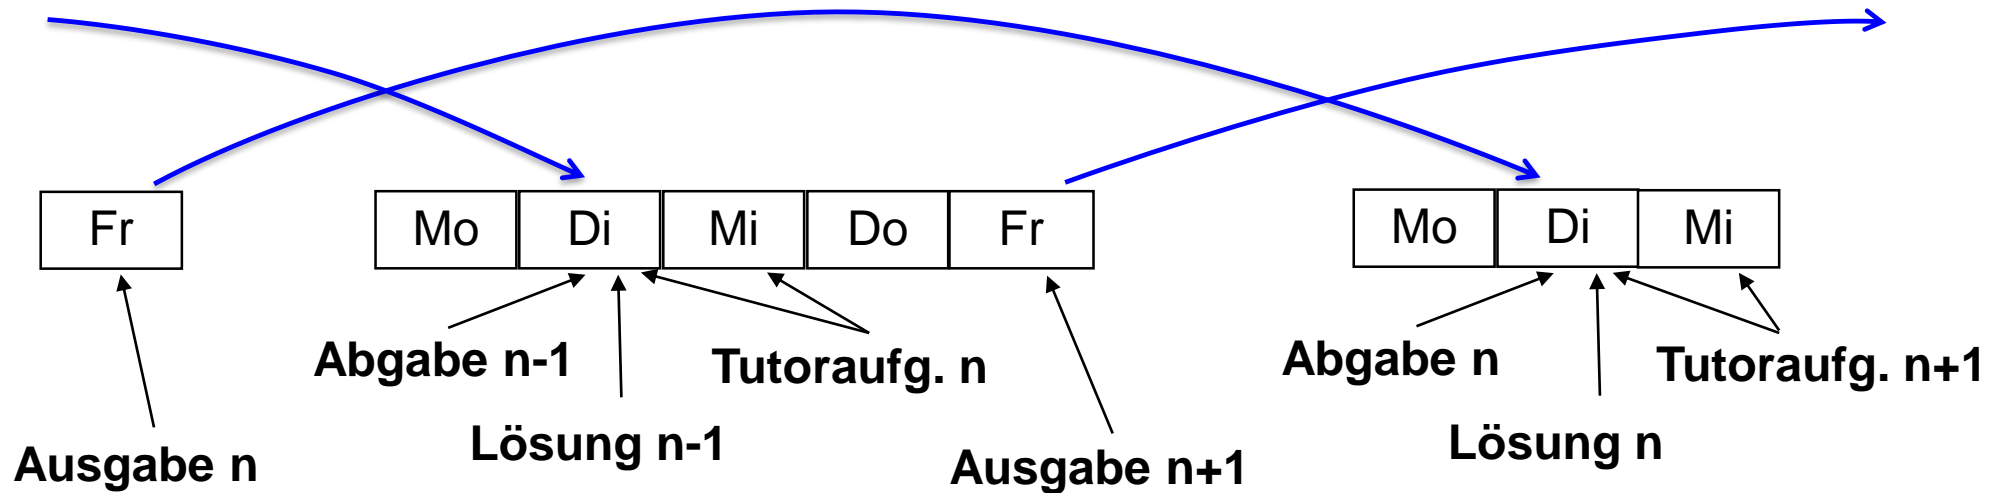 Fr
Mo Di Mi Do Fr
Mo Di Mi
Abgabe n-1
Tutoraufg. n
Abgabe n
Tutoraufg. n+1
Ausgabe n
Lösung n-1
Ausgabe n+1
Lösung n